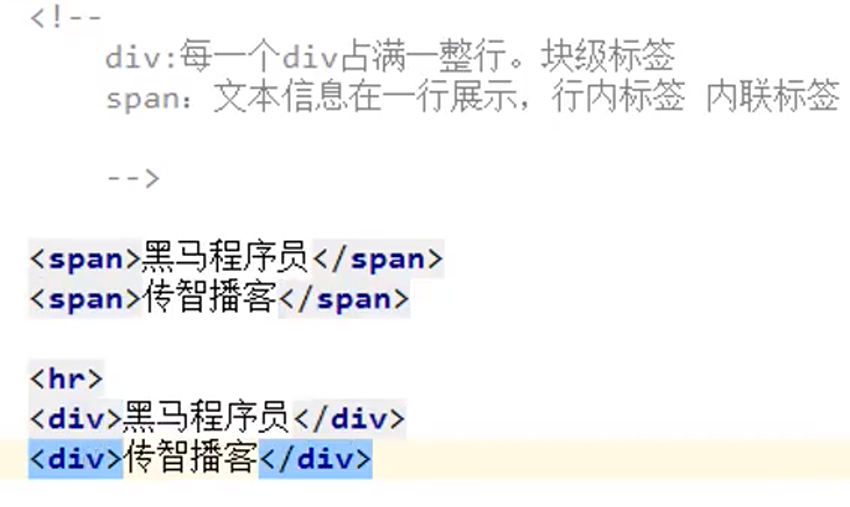 <!--
div:每一个div占满一整行。块级标签
span：文本信息在一行展示，行内标签 内联标签
-->
<span>黑马程序员</span>
<span>传智播客</span>
<hr>
<div>黑马程序员</div>
<div>传智播客</div>